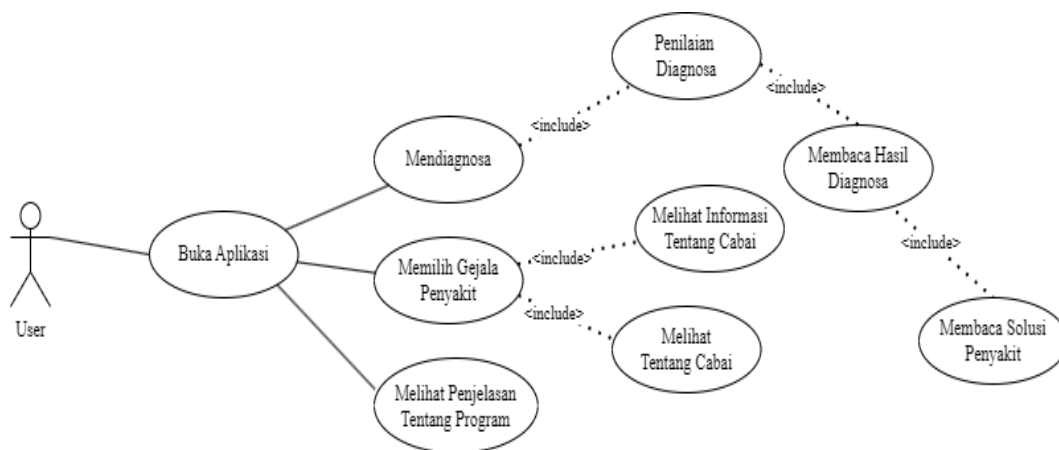 Penilaian
Diagnosa
<include>
<include>
Mendiagnosa
Membaca Hasil
Diagnosa
Buka Aplikasi
Melihat Informasi
Tentang Cabai
<include>
<include>
Memilih Gejala
Penyakit
<include>
User
Melihat
Tentang Cabai
Membaca Solusi
Penyakit
Melihat Penjelasan
Tentang Program